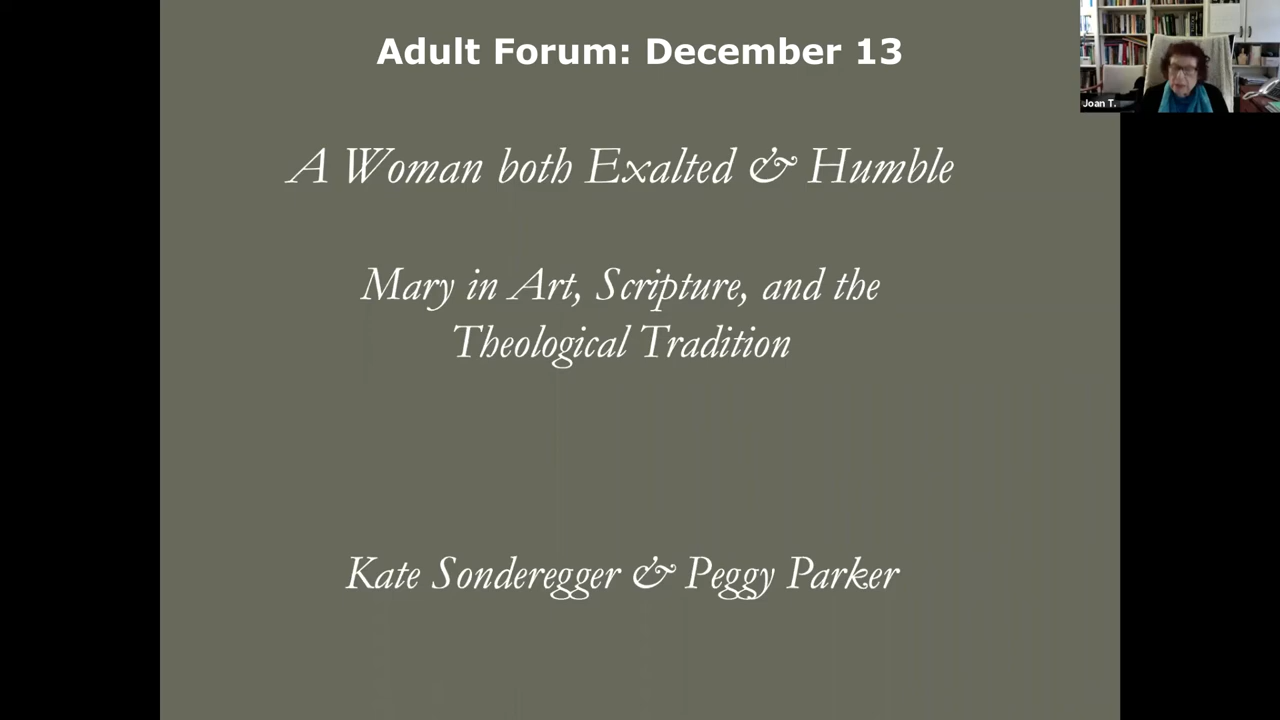 Adult Forum: December 13
Joan T.
A Woman both Exalted & Humble
Mary in Art, Scripture, and the
Theological Tradition
Kate Sonderegger & Peggy Parker